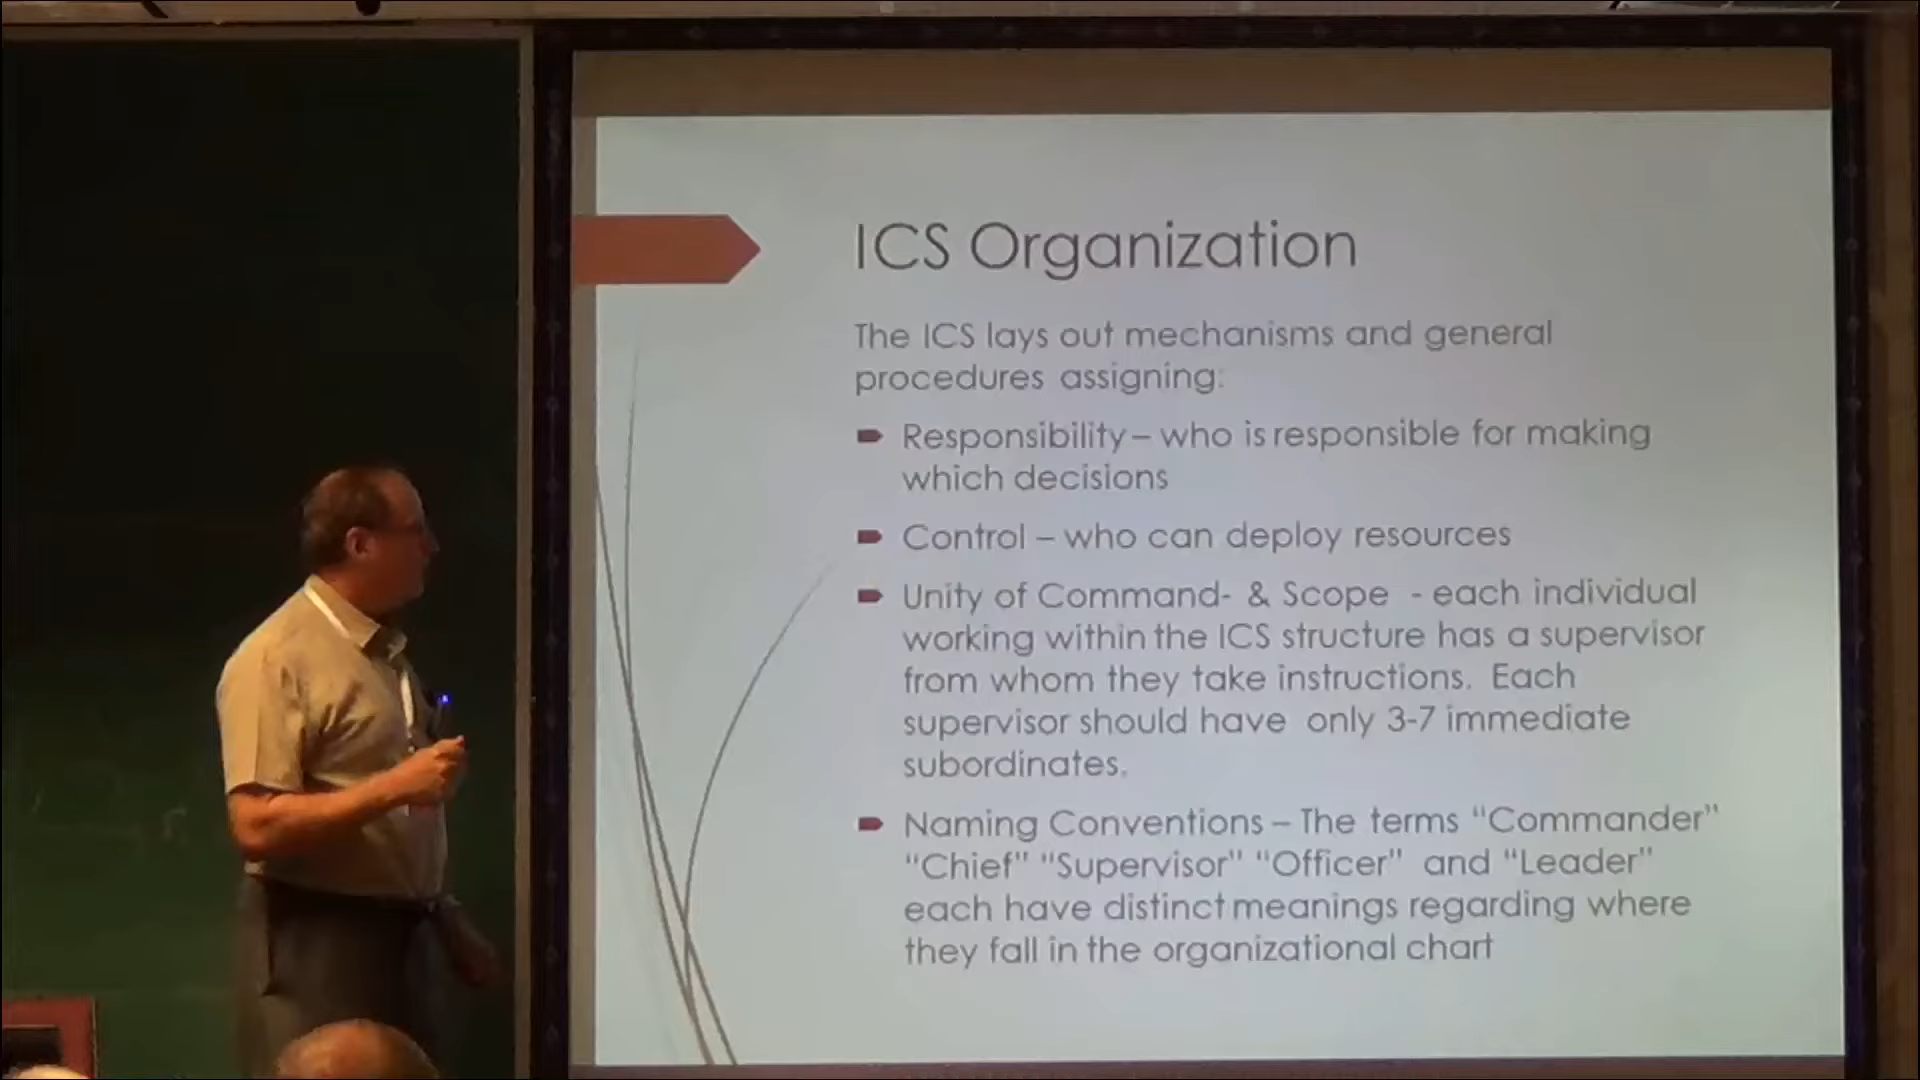 ICS Organization
The ICS lays out mechanisms and general
procedures assigning:
Responsibility – who is responsible for making
which decisions
Control – who can deploy resources
Unity of Command- & Scope - each individual
working within the ICS structure has a supervisor
from whom they take instructions. Each
supervisor should have only 3-7 immediate
subordinates.
Naming Conventions – The terms "Commander"
"Chief" "Supervisor" "Officer" and "Leader"
each have distinct meanings regarding where
they fall in the organizational chart